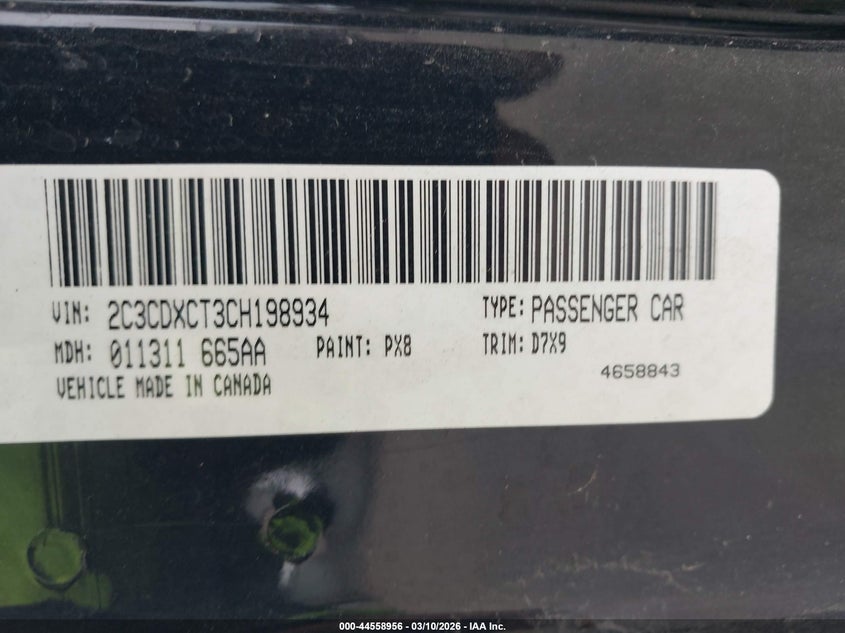 VIN: 2C3CDXCT3CH198934 TYPE: PASSENGER CAR
MDH: 011311 665AA PAINT: PX8 TRIM: D7X9
VEHICLE MADE IN CANADA 4658843
000-44558956 - 03/10/2026 - IAA Inc.